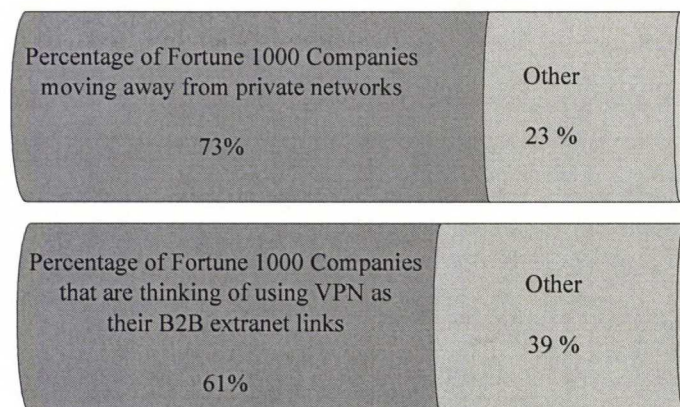 Percentage of Fortune 1000 Companies
moving away from private networks
73%
Other
23 %
Percentage of Fortune 1000 Companies
that are thinking of using VPN as
their B2B extranet links
61%
Other
39 %